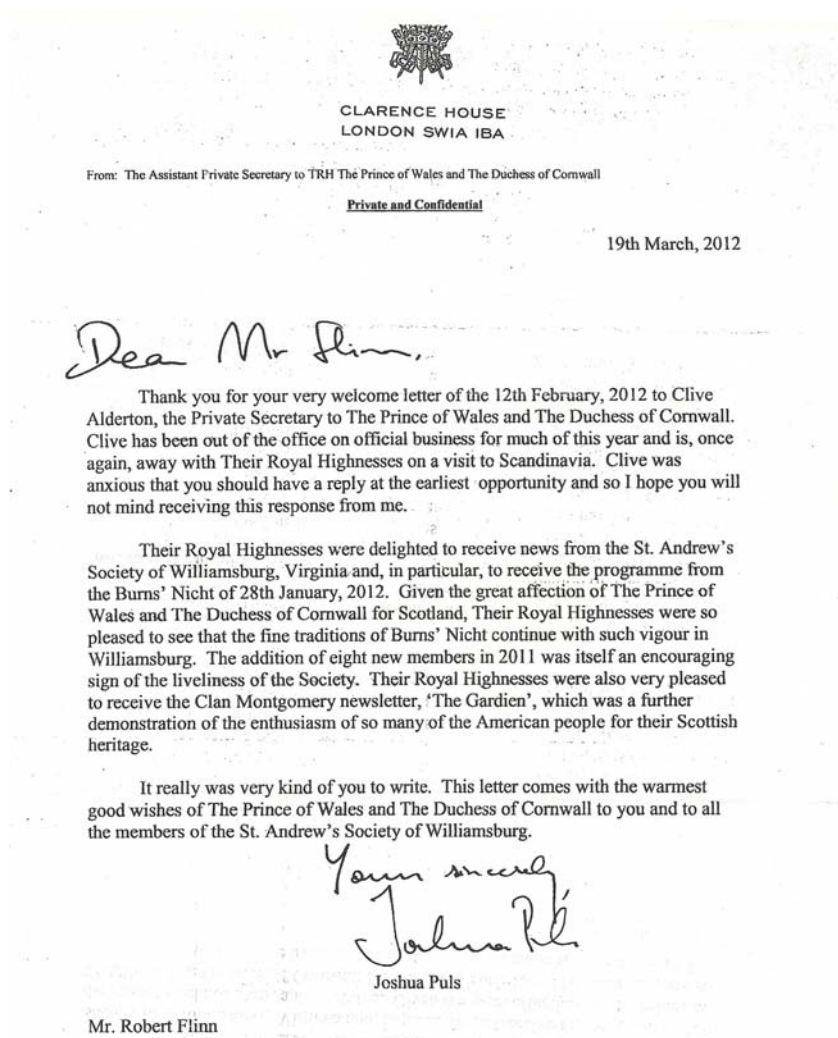 CLARENCE HOUSE
LONDON SW1A 1BA
From: The Assistant Private Secretary to TRH The Prince of Wales and The Duchess of Cornwall
Private and Confidential
19th March, 2012
Dear Mr Flinn,
Thank you for your very welcome letter of the 12th February, 2012 to Clive
Alderton, the Private Secretary to The Prince of Wales and The Duchess of Cornwall.
Clive has been out of the office on official business for much of this year and is, once
again, away with Their Royal Highnesses on a visit to Scandinavia. Clive was
anxious that you should have a reply at the earliest opportunity and so I hope you will
not mind receiving this response from me.
Their Royal Highnesses were delighted to receive news from the St. Andrew's
Society of Williamsburg, Virginia and, in particular, to receive the programme from
the Burns' Nicht of 28th January, 2012. Given the great affection of The Prince of
Wales and The Duchess of Cornwall for Scotland, Their Royal Highnesses were so
pleased to see that the fine traditions of Burns' Nicht continue with such vigour in
Williamsburg. The addition of eight new members in 2011 was itself an encouraging
sign of the liveliness of the Society. Their Royal Highnesses were also very pleased
to receive the Clan Montgomery newsletter, 'The Gardien', which was a further
demonstration of the enthusiasm of so many of the American people for their Scottish
heritage.
It really was very kind of you to write. This letter comes with the warmest
good wishes of The Prince of Wales and The Duchess of Cornwall to you and to all
the members of the St. Andrew's Society of Williamsburg.
Yours sincerely
Joshua Puls
Joshua Puls
Mr. Robert Flinn